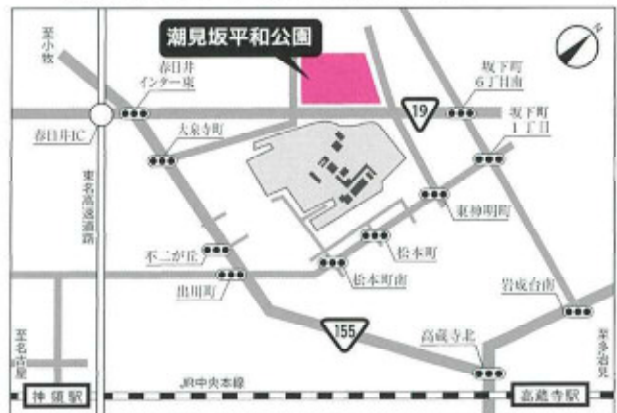 潮見坂平和公園
N
至小牧
春日井
インター東
19
坂下町
6丁目南
坂下町
1丁目
春日井IC
大泉寺町
東名高速道路
東神明町
不二ガ丘
松本町
出川町
松本町南
岩成台南
155
高蔵寺北
至名古屋
至多治見
神領駅
JR中央本線
高蔵寺駅